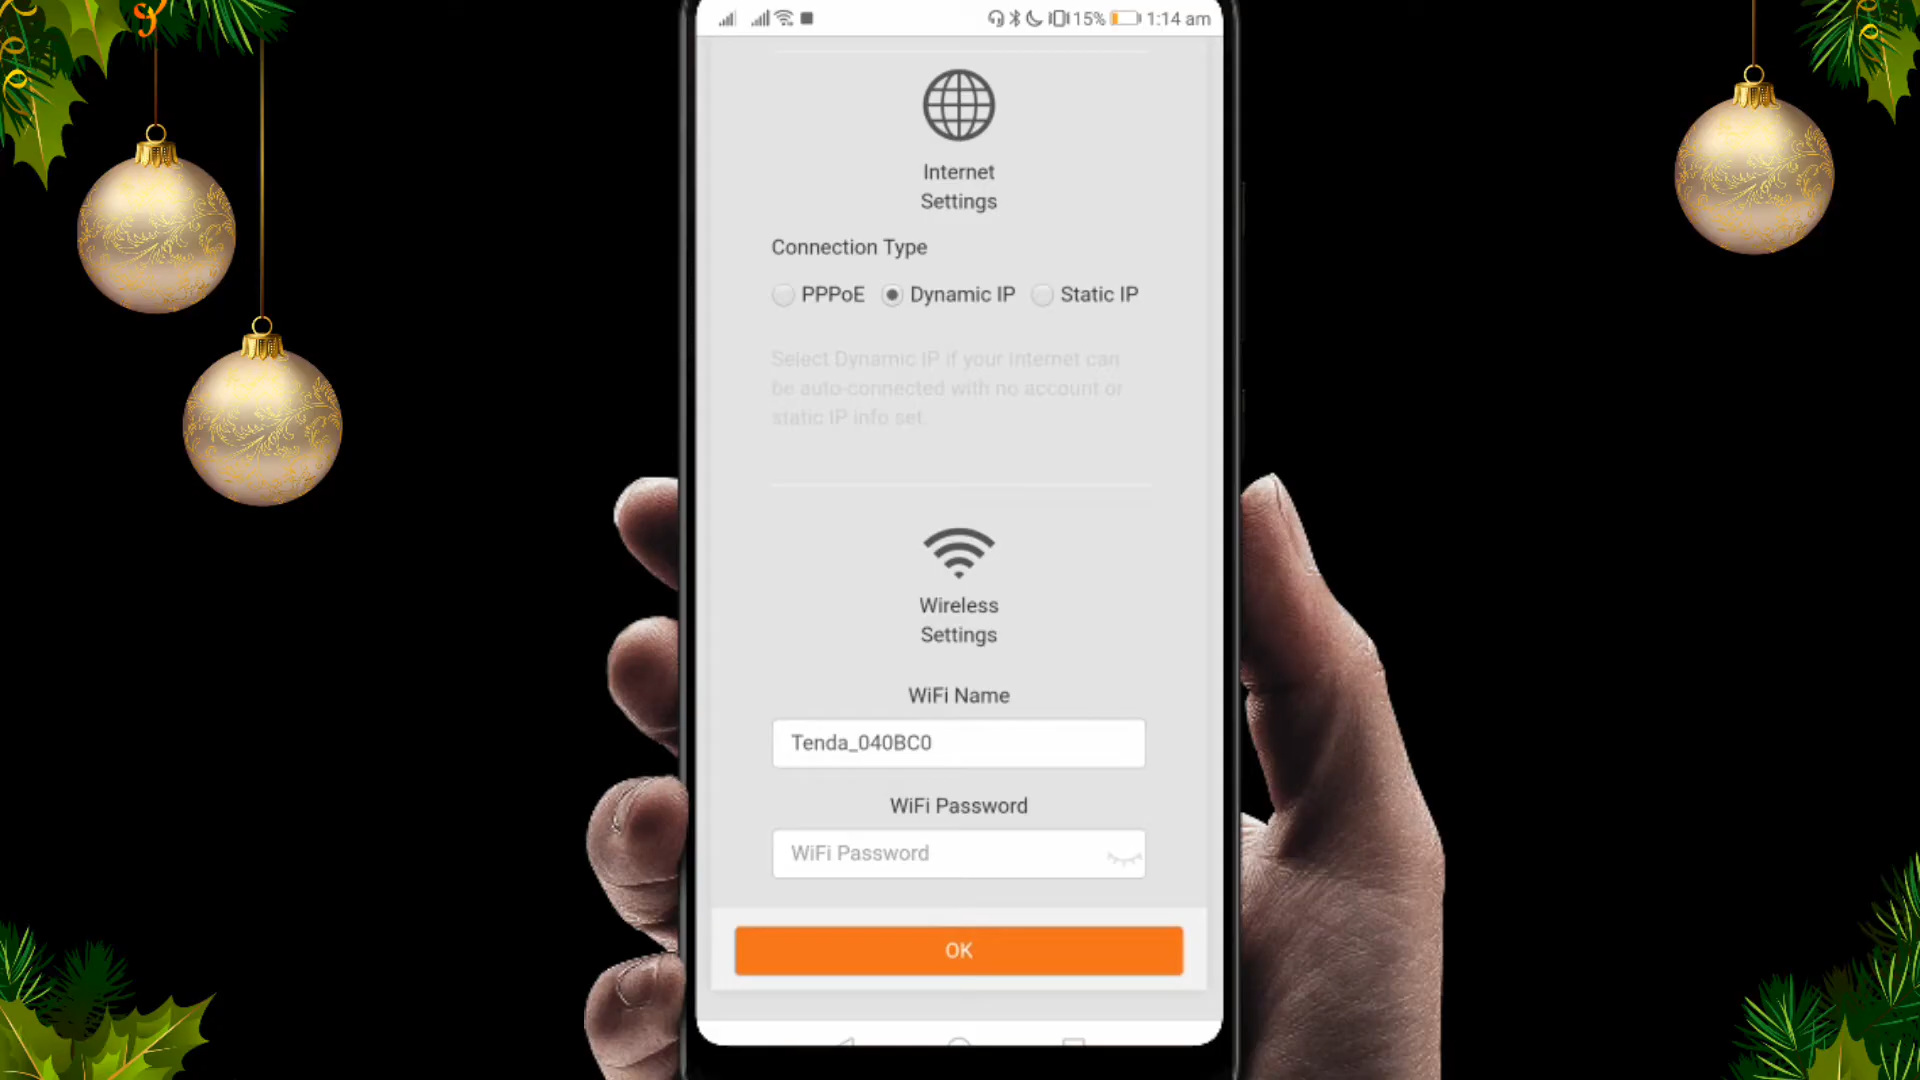 15% 1:14 am
Internet
Settings
Connection Type
PPPoE Dynamic IP Static IP
Select Dynamic IP if your Internet can
be auto-connected with no account or
static IP info set.
Wireless
Settings
WiFi Name
Tenda_040BC0
WiFi Password
WiFi Password
OK